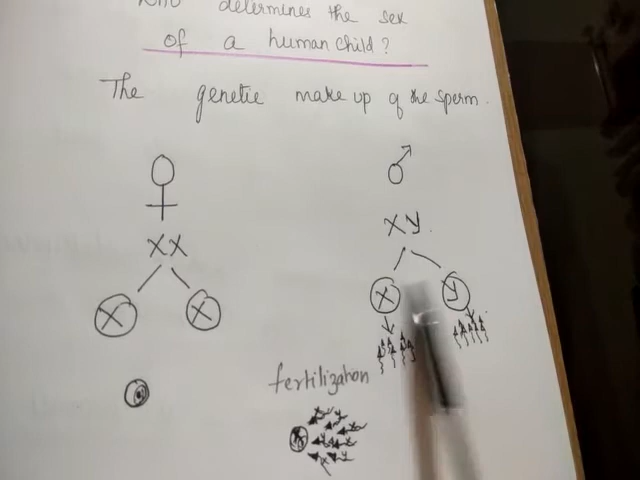 determines the sex
of a human child?
The genetic make up of the sperm.
XX
XY.
X X
X Y
fertilization